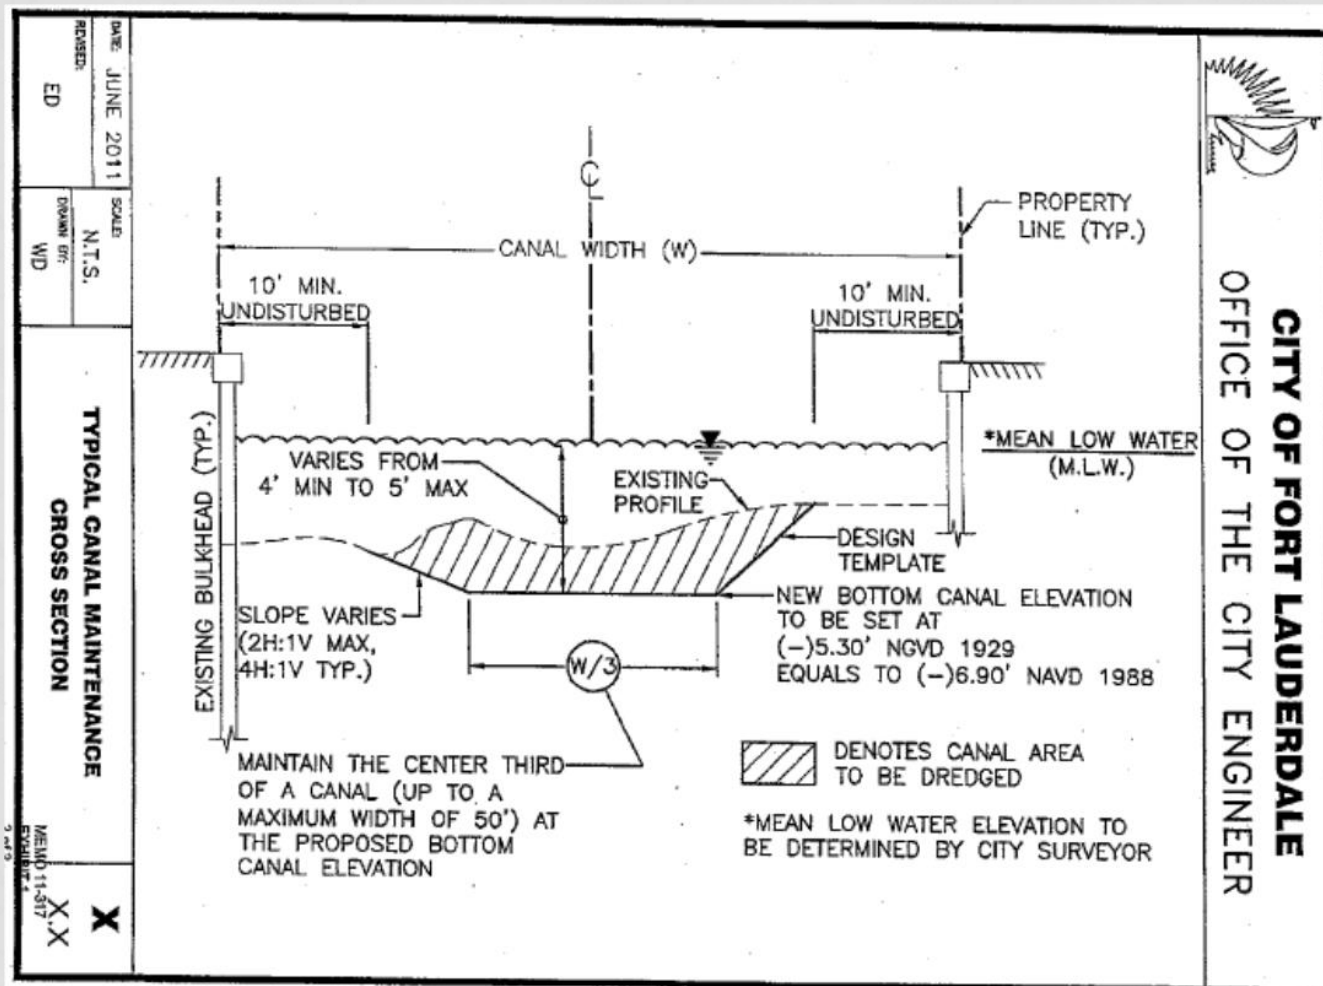 CITY OF FORT LAUDERDALE
OFFICE OF THE CITY ENGINEER
℄
PROPERTY
LINE (TYP.)
CANAL WIDTH (W)
10' MIN.
UNDISTURBED
10' MIN.
UNDISTURBED
EXISTING BULKHEAD (TYP.)
VARIES FROM
4' MIN TO 5' MAX
EXISTING
PROFILE
*MEAN LOW WATER
(M.L.W.)
DESIGN
TEMPLATE
SLOPE VARIES
(2H:1V MAX,
4H:1V TYP.)
W/3
NEW BOTTOM CANAL ELEVATION
TO BE SET AT
(-)5.30' NGVD 1929
EQUALS TO (-)6.90' NAVD 1988
MAINTAIN THE CENTER THIRD
OF A CANAL (UP TO A
MAXIMUM WIDTH OF 50') AT
THE PROPOSED BOTTOM
CANAL ELEVATION
DENOTES CANAL AREA
TO BE DREDGED
*MEAN LOW WATER ELEVATION TO
BE DETERMINED BY CITY SURVEYOR
DATE: JUNE 2011
REVISED:
ED
SCALE:
N.T.S.
DRAWN BY:
WD
TYPICAL CANAL MAINTENANCE
CROSS SECTION
X
X.X
MEMO 11-317
EXHIBIT 1